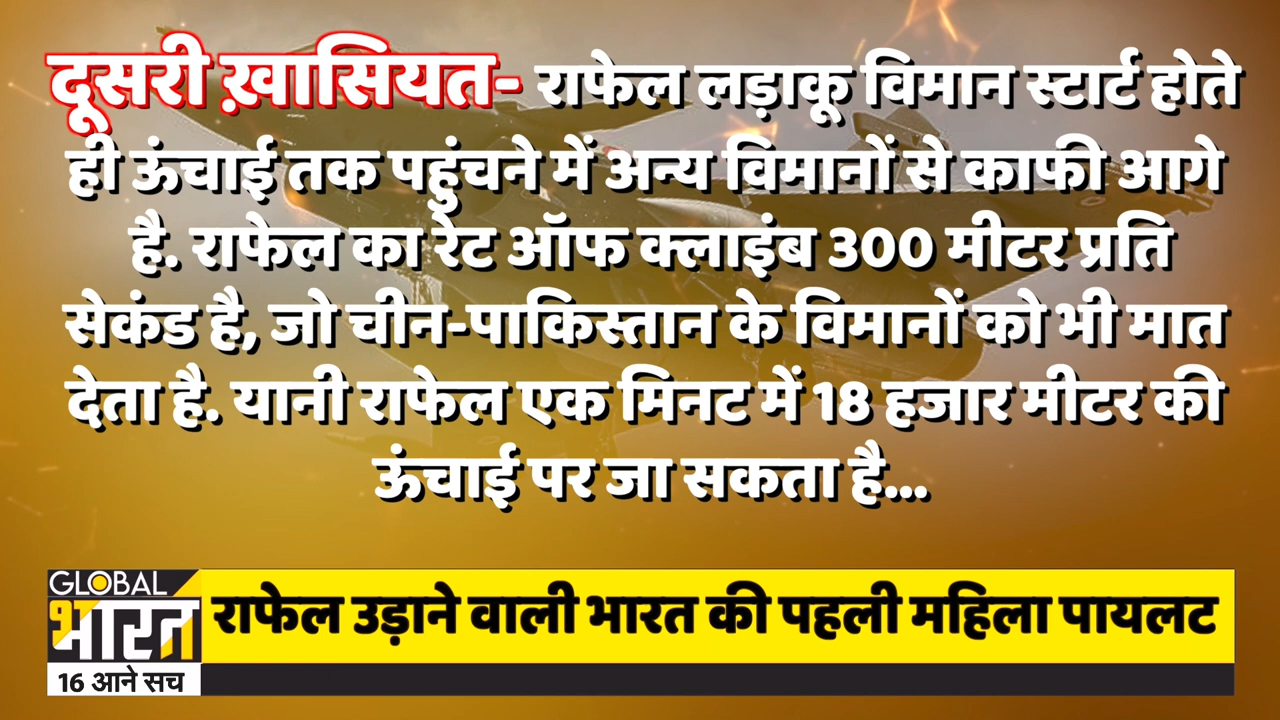 दूसरी ख़ासियत- राफेल लड़ाकू विमान स्टार्ट होते
ही ऊंचाई तक पहुंचने में अन्य विमानों से काफी आगे
है. राफेल का रेट ऑफ क्लाइंब 300 मीटर प्रति
सेकंड है, जो चीन-पाकिस्तान के विमानों को भी मात
देता है. यानी राफेल एक मिनट में 18 हजार मीटर की
ऊंचाई पर जा सकता है...
GLOBAL
भारत
16 आने सच
राफेल उड़ाने वाली भारत की पहली महिला पायलट